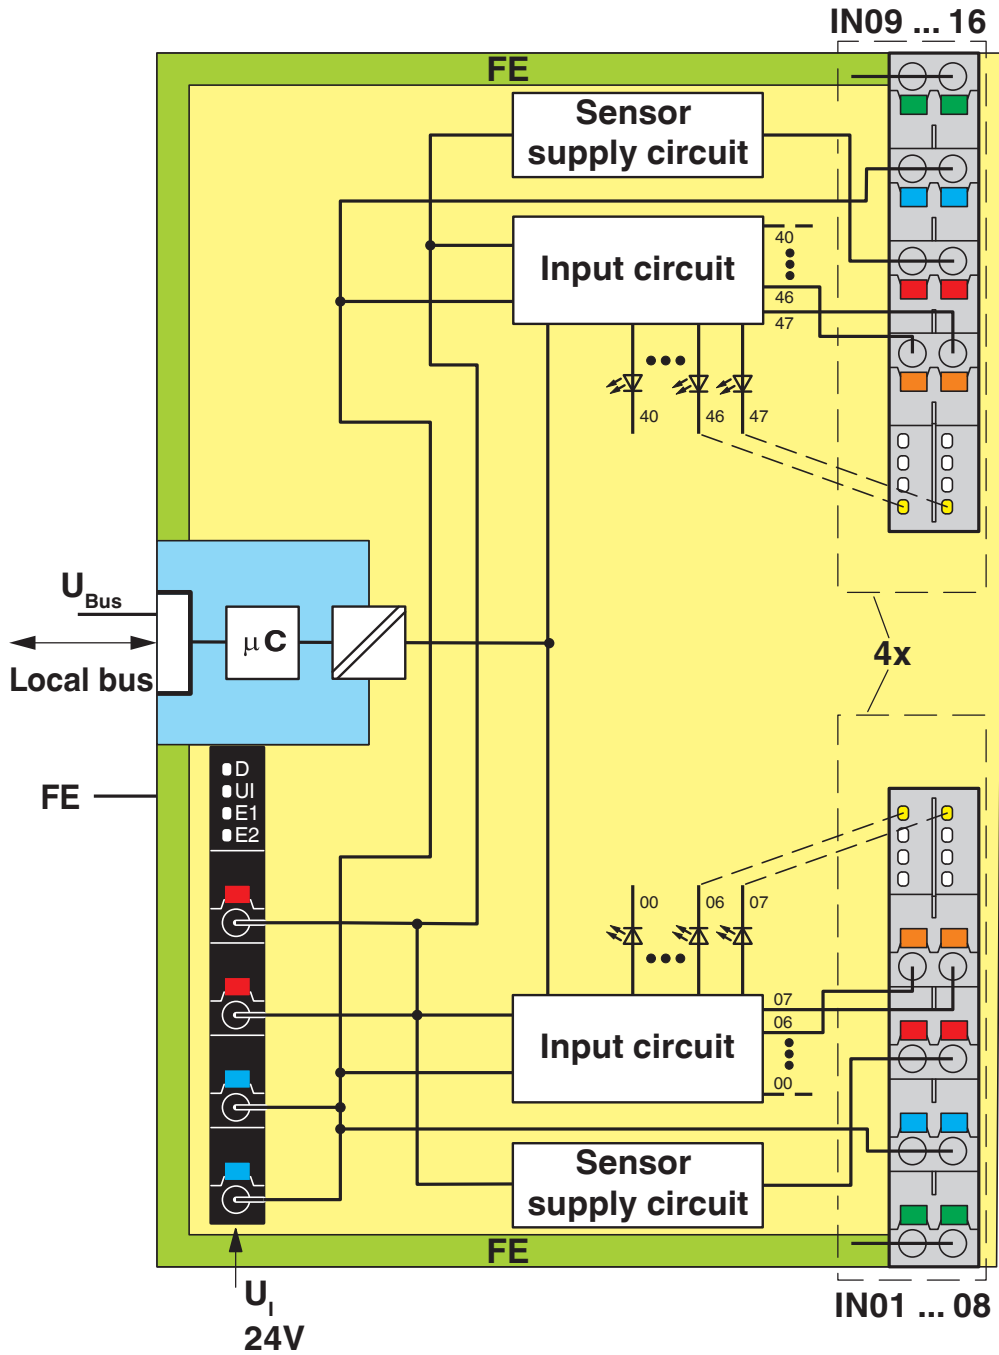 IN09 ... 16
FE
Sensor
supply circuit
Input circuit
40
46
47
40
46
47
U Bus
μC
Local bus
4x
FE
D
UI
E1
E2
00
06
07
Input circuit
07
06
00
Sensor
supply circuit
FE
IN01 ... 08
U I
24V